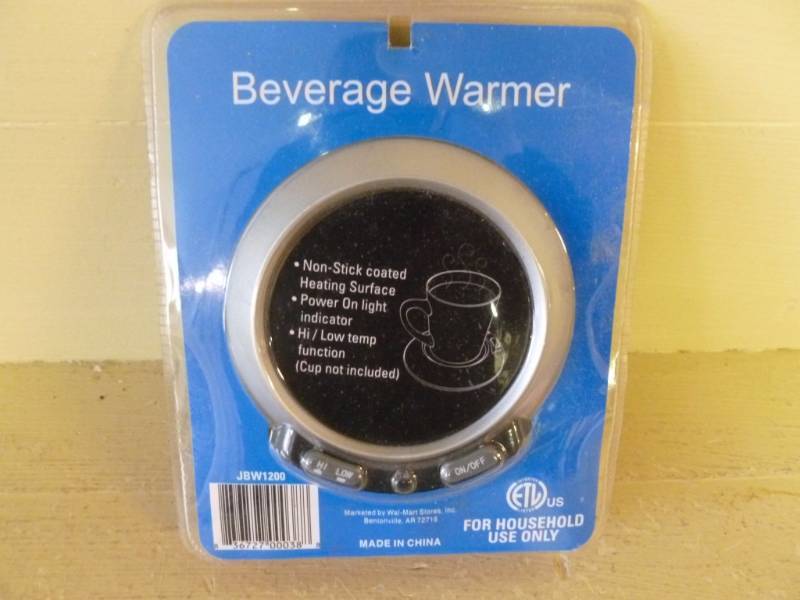 Beverage Warmer
• Non-Stick coated
Heating Surface
• Power On light
indicator
• Hi / Low temp
function
(Cup not included)
HI LOW
ON/OFF
JBW1200
Marketed by Wal-Mart Stores, Inc.
Bentonville, AR 72716
MADE IN CHINA
ETL US
FOR HOUSEHOLD
USE ONLY
56727 00038